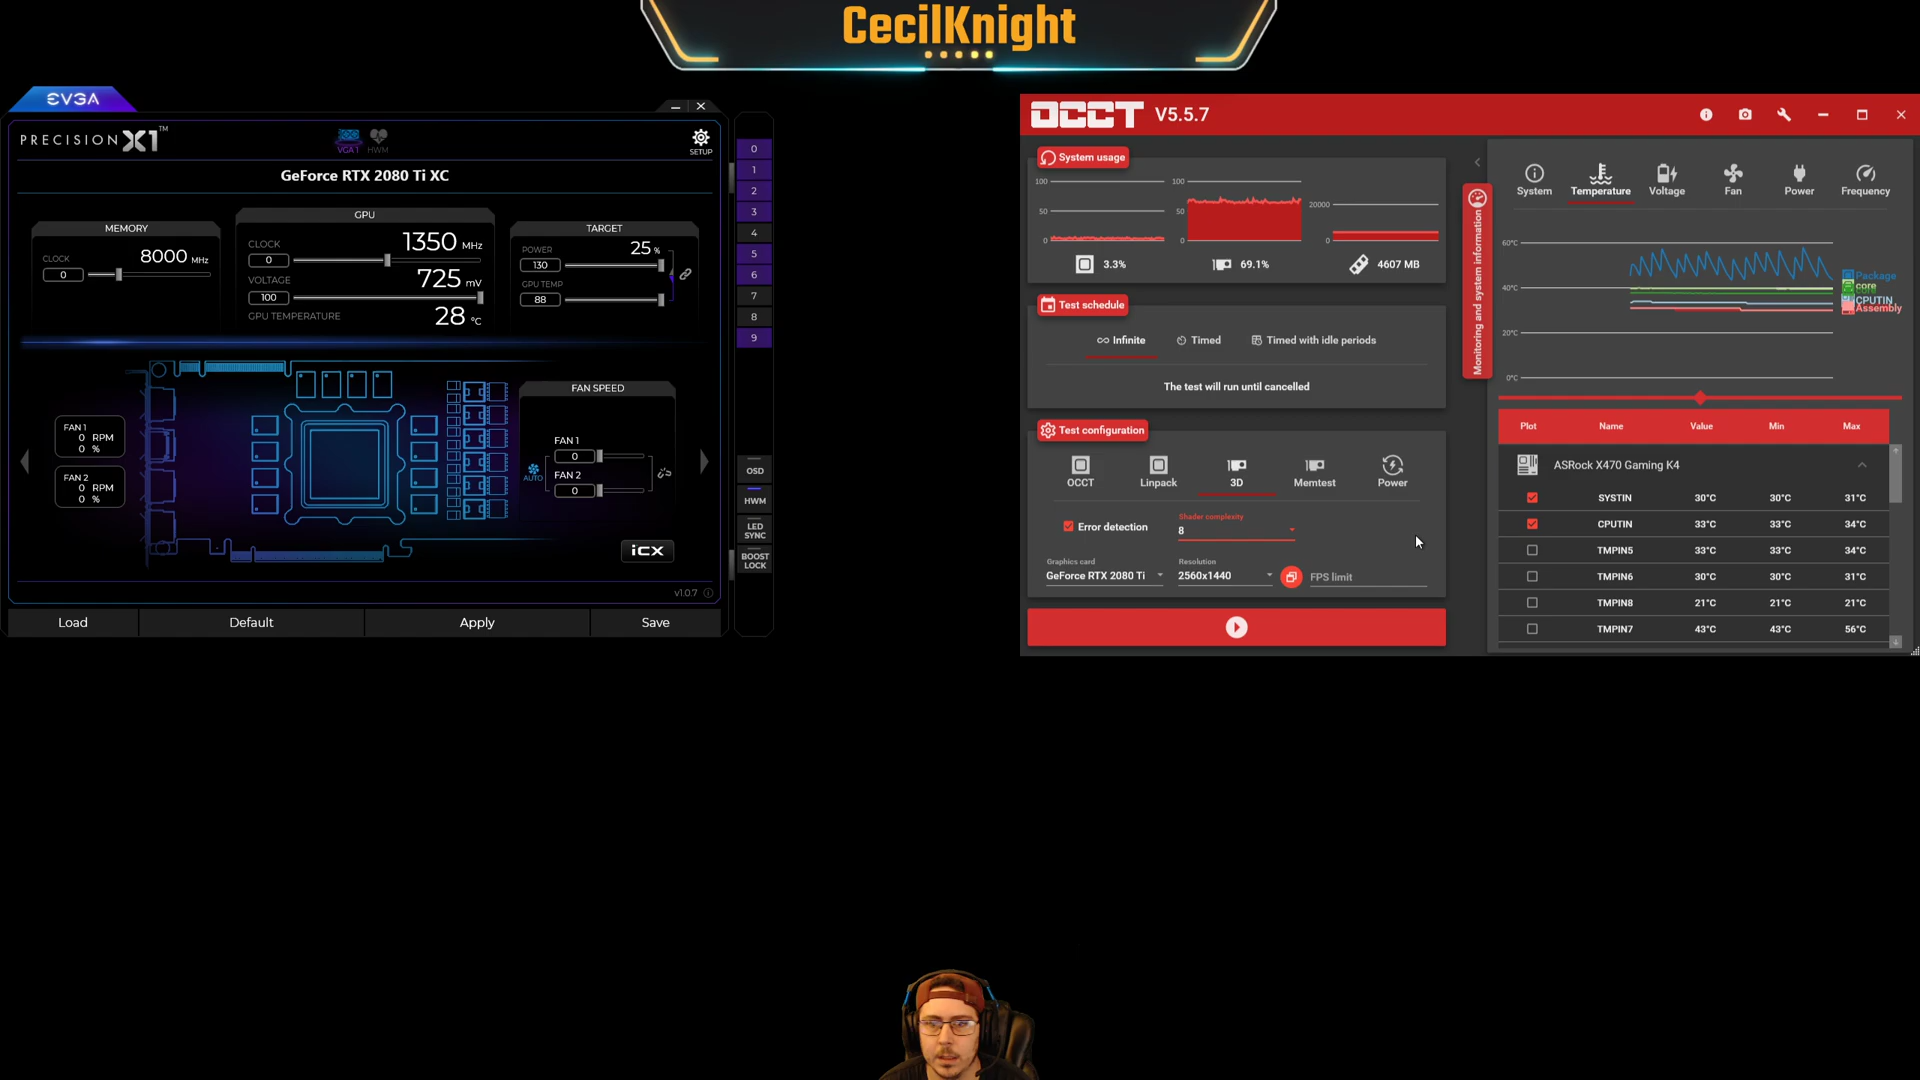 CecilKnight
EVGA
PRECISION X1™
VGA 1
HWM
SETUP
GeForce RTX 2080 Ti XC
MEMORY
CLOCK
8000 MHz
0
GPU
CLOCK
1350 MHz
0
VOLTAGE
725 mV
100
GPU TEMPERATURE
28 °C
TARGET
POWER
25 %
130
GPU TEMP
88
FAN 1
0 RPM
0 %
FAN 2
0 RPM
0 %
FAN SPEED
FAN 1
0
AUTO
FAN 2
0
iCX
v1.0.7
Load
Default
Apply
Save
0
1
2
3
4
5
6
7
8
9
OSD
HWM
LED
SYNC
BOOST
LOCK
OCCT V5.5.7
System usage
100
50
0
100
50
0
20000
0
3.3%
69.1%
4607 MB
Test schedule
Infinite
Timed
Timed with idle periods
The test will run until cancelled
Test configuration
OCCT
Linpack
3D
Memtest
Power
Error detection
Shader complexity
8
Graphics card
GeForce RTX 2080 Ti
Resolution
2560x1440
FPS limit
Monitoring and system information
System
Temperature
Voltage
Fan
Power
Frequency
60°C
40°C
20°C
0°C
Package
core
CPUTIN
Assembly
Plot Name Value Min Max
ASRock X470 Gaming K4
SYSTIN 30°C 30°C 31°C
CPUTIN 33°C 33°C 34°C
TMPIN5 33°C 33°C 34°C
TMPIN6 30°C 30°C 31°C
TMPIN8 21°C 21°C 21°C
TMPIN7 43°C 43°C 56°C